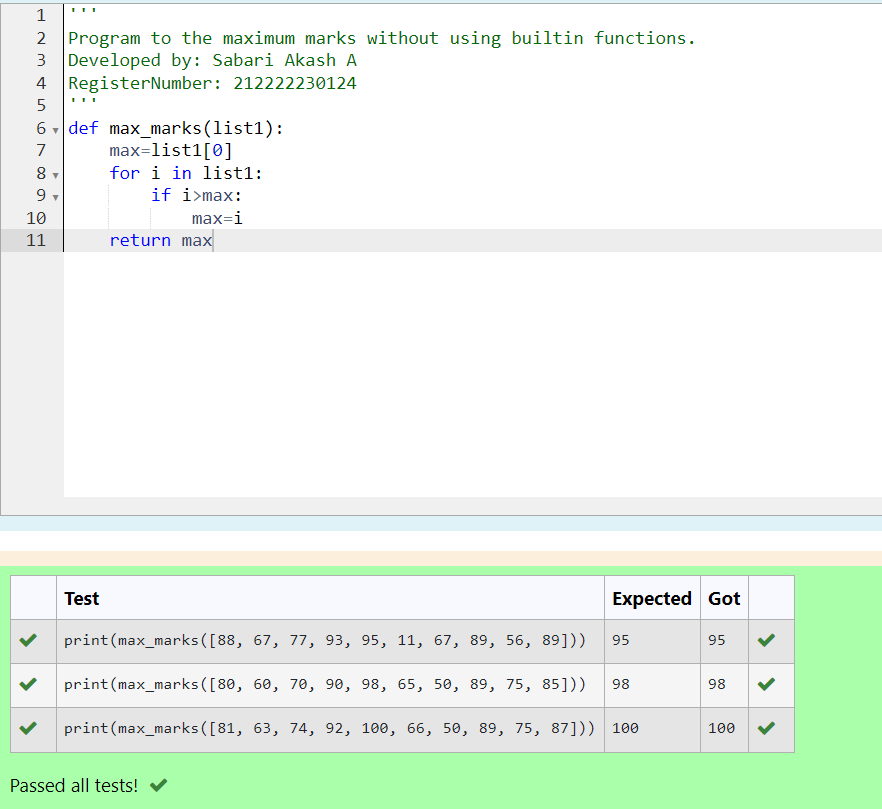 1 '''
2 Program to the maximum marks without using builtin functions.
3 Developed by: Sabari Akash A
4 RegisterNumber: 212222230124
5 '''
6 def max_marks(list1):
7     max=list1[0]
8     for i in list1:
9         if i>max:
10             max=i
11     return max
Test Expected Got
print(max_marks([88, 67, 77, 93, 95, 11, 67, 89, 56, 89])) 95 95
print(max_marks([80, 60, 70, 90, 98, 65, 50, 89, 75, 85])) 98 98
print(max_marks([81, 63, 74, 92, 100, 66, 50, 89, 75, 87])) 100 100
Passed all tests!